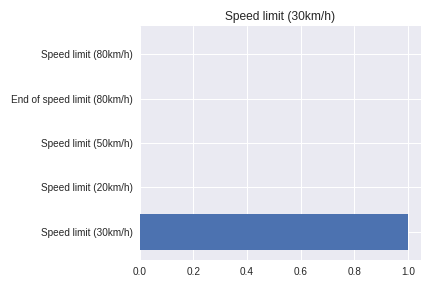 Speed limit (30km/h)
Speed limit (80km/h)
End of speed limit (80km/h)
Speed limit (50km/h)
Speed limit (20km/h)
Speed limit (30km/h)
0.0 0.2 0.4 0.6 0.8 1.0